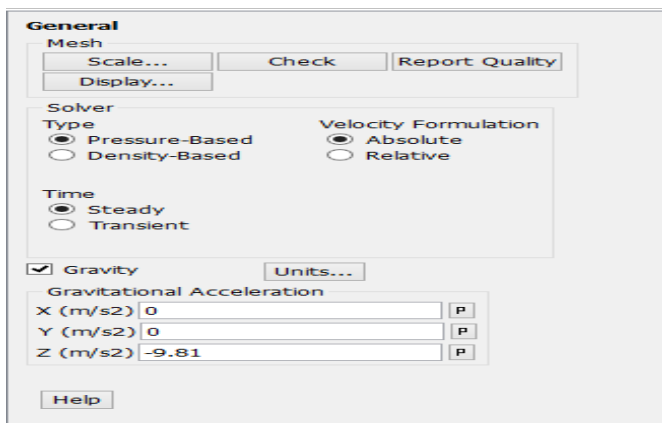 General
Mesh
Scale... Check Report Quality
Display...
Solver
Type Velocity Formulation
Pressure-Based Absolute
Density-Based Relative
Time
Steady
Transient
Gravity Units...
Gravitational Acceleration
X (m/s2) 0 P
Y (m/s2) 0 P
Z (m/s2) -9.81 P
Help